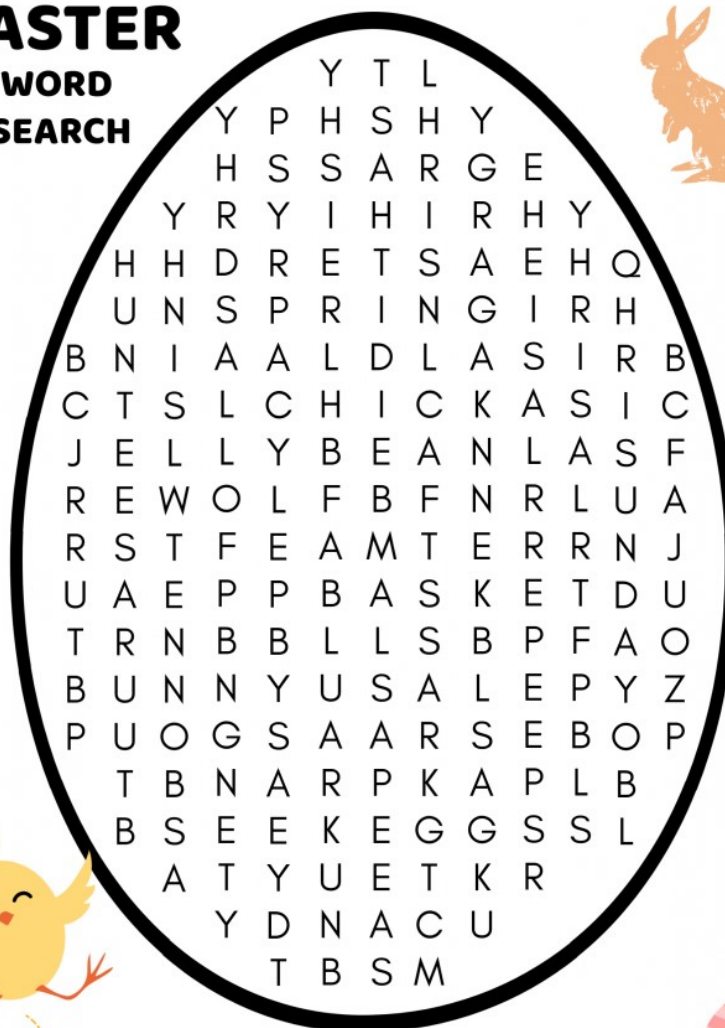 ASTER
WORD
SEARCH
Y T L
Y P H S H Y
H S S A R G E
Y R Y I H I R H Y
H H D R E T S A E H Q
U N S P R I N G I R H
B N I A A L D L A S I R B
C T S L C H I C K A S I C
J E L L Y B E A N L A S F
R E W O L F B F N R L U A
R S T F E A M T E R R N J
U A E P P B A S K E T D U
T R N B B L L S B P F A O
B U N N Y U S A L E P Y Z
P U O G S A A R S E B O P
T B N A R P K A P L B
B S E E K E G G S S L
A T Y U E T K R
Y D N A C U
T B S M